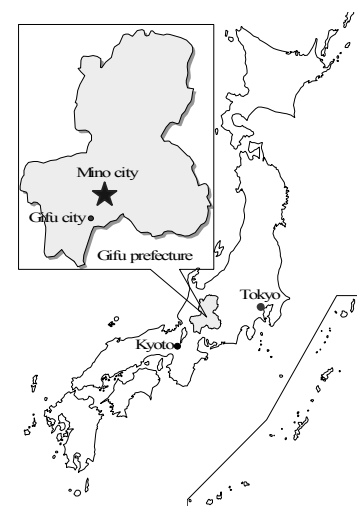 Mino city
Gifu city
Gifu prefecture
Tokyo
Kyoto